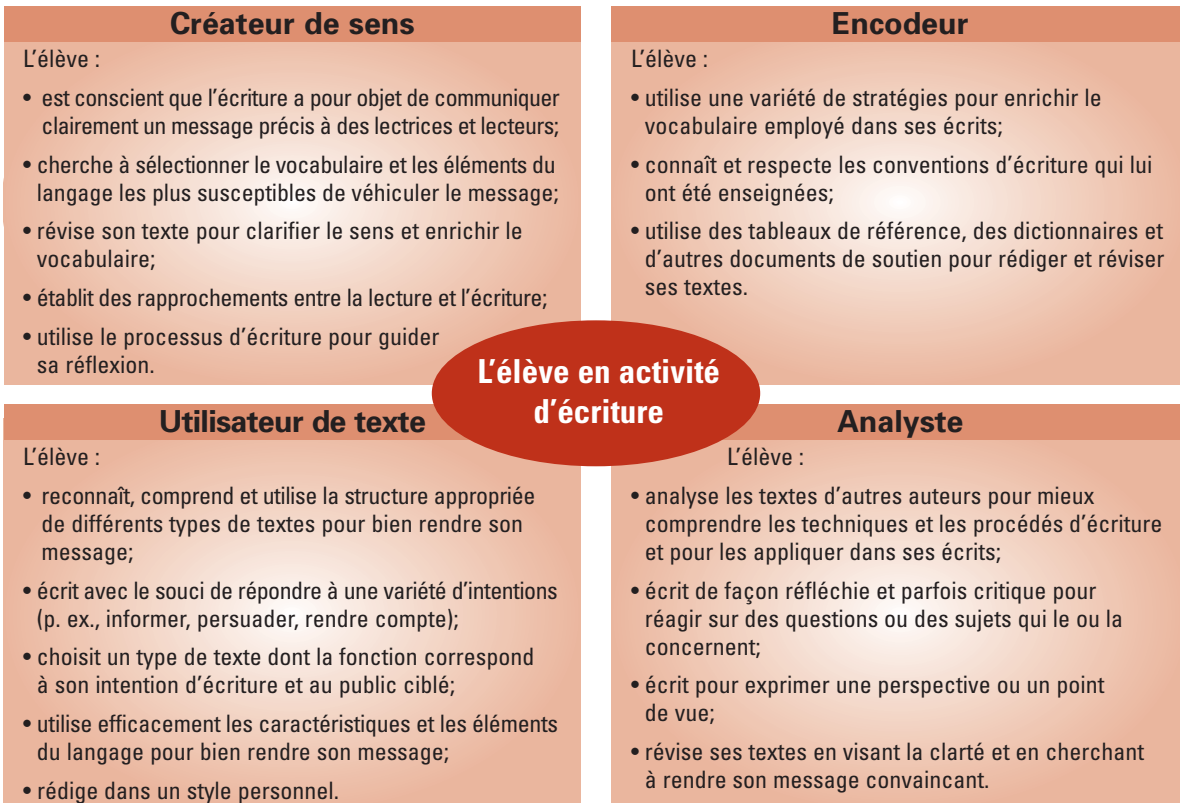 Créateur de sens
L'élève :
• est conscient que l'écriture a pour objet de communiquer
clairement un message précis à des lectrices et lecteurs;
• cherche à sélectionner le vocabulaire et les éléments du
langage les plus susceptibles de véhiculer le message;
• révise son texte pour clarifier le sens et enrichir le
vocabulaire;
• établit des rapprochements entre la lecture et l'écriture;
• utilise le processus d'écriture pour guider
sa réflexion.
Encodeur
L'élève :
• utilise une variété de stratégies pour enrichir le
vocabulaire employé dans ses écrits;
• connaît et respecte les conventions d'écriture qui lui
ont été enseignées;
• utilise des tableaux de référence, des dictionnaires et
d'autres documents de soutien pour rédiger et réviser
ses textes.
L'élève en activité
d'écriture
Utilisateur de texte
L'élève :
• reconnaît, comprend et utilise la structure appropriée
de différents types de textes pour bien rendre son
message;
• écrit avec le souci de répondre à une variété d'intentions
(p. ex., informer, persuader, rendre compte);
• choisit un type de texte dont la fonction correspond
à son intention d'écriture et au public ciblé;
• utilise efficacement les caractéristiques et les éléments
du langage pour bien rendre son message;
• rédige dans un style personnel.
Analyste
L'élève :
• analyse les textes d'autres auteurs pour mieux
comprendre les techniques et les procédés d'écriture
et pour les appliquer dans ses écrits;
• écrit de façon réfléchie et parfois critique pour
réagir sur des questions ou des sujets qui le ou la
concernent;
• écrit pour exprimer une perspective ou un point
de vue;
• révise ses textes en visant la clarté et en cherchant
à rendre son message convaincant.